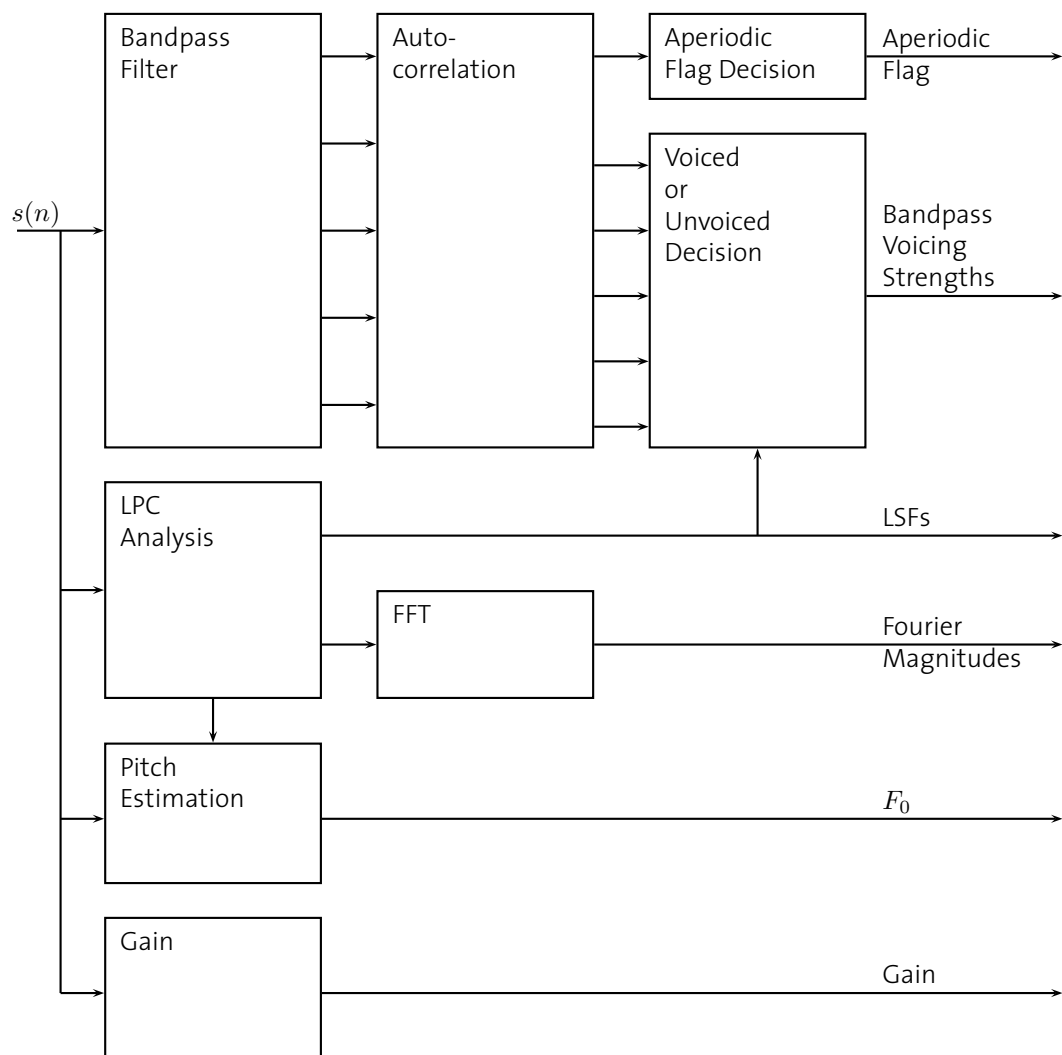 Bandpass
Filter
Auto-
correlation
Aperiodic
Flag Decision
Aperiodic
Flag
Voiced
or
Unvoiced
Decision
s(n)
Bandpass
Voicing
Strengths
LPC
Analysis
LSFs
FFT
Fourier
Magnitudes
Pitch
Estimation
F₀
Gain
Gain